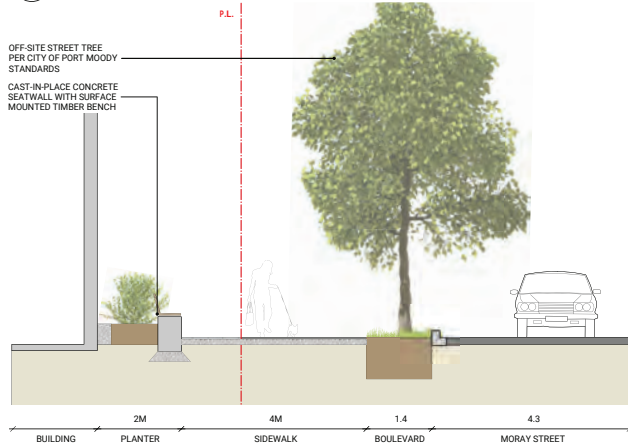 P.L.
OFF-SITE STREET TREE
PER CITY OF PORT MOODY
STANDARDS
CAST-IN-PLACE CONCRETE
SEATWALL WITH SURFACE
MOUNTED TIMBER BENCH
2M
4M
1.4
4.3
BUILDING
PLANTER
SIDEWALK
BOULEVARD
MORAY STREET